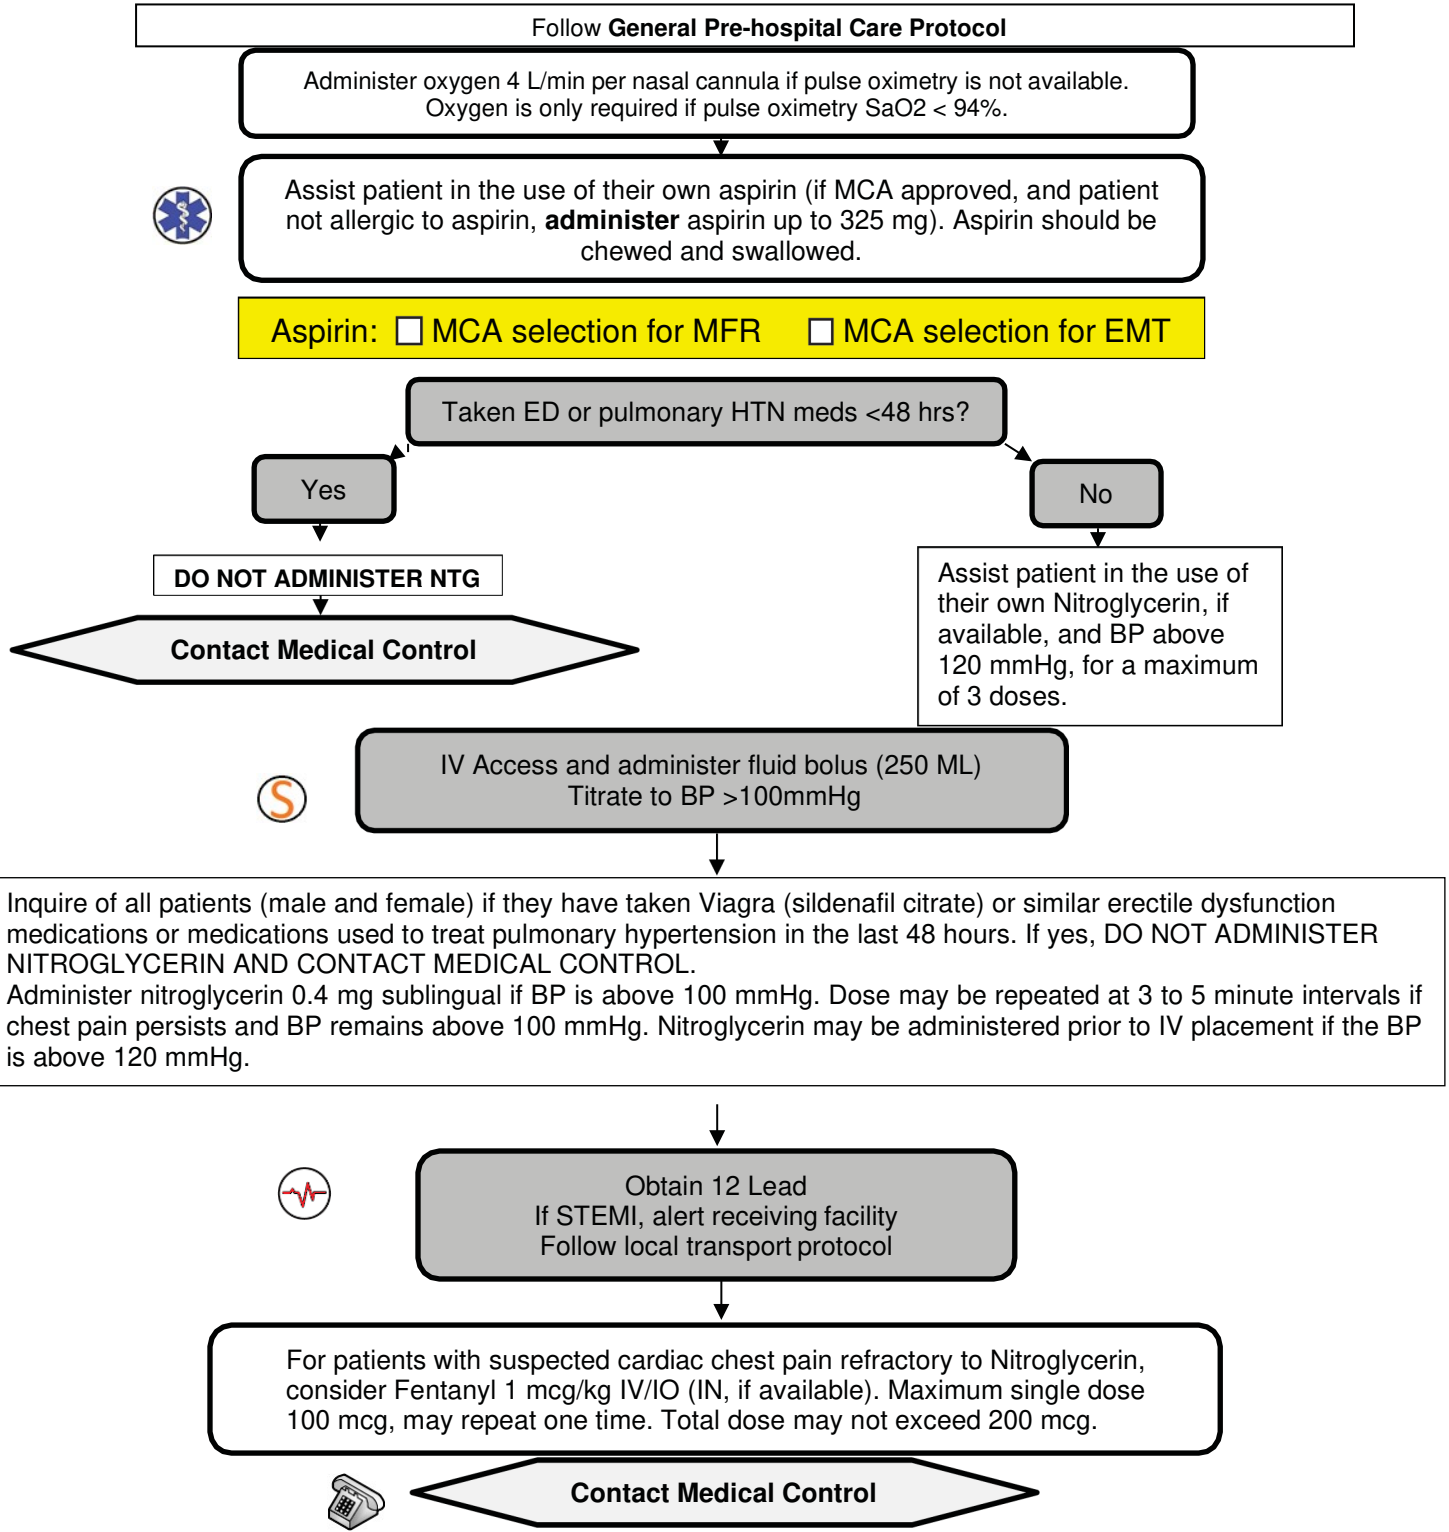 Follow General Pre-hospital Care Protocol
Administer oxygen 4 L/min per nasal cannula if pulse oximetry is not available.
Oxygen is only required if pulse oximetry SaO2 < 94%.
Assist patient in the use of their own aspirin (if MCA approved, and patient
not allergic to aspirin, administer aspirin up to 325 mg). Aspirin should be
chewed and swallowed.
Aspirin: ☐ MCA selection for MFR ☐ MCA selection for EMT
Taken ED or pulmonary HTN meds <48 hrs?
Yes
No
DO NOT ADMINISTER NTG
Contact Medical Control
Assist patient in the use of
their own Nitroglycerin, if
available, and BP above
120 mmHg, for a maximum
of 3 doses.
IV Access and administer fluid bolus (250 ML)
Titrate to BP >100mmHg
S
Inquire of all patients (male and female) if they have taken Viagra (sildenafil citrate) or similar erectile dysfunction
medications or medications used to treat pulmonary hypertension in the last 48 hours. If yes, DO NOT ADMINISTER
NITROGLYCERIN AND CONTACT MEDICAL CONTROL.
Administer nitroglycerin 0.4 mg sublingual if BP is above 100 mmHg. Dose may be repeated at 3 to 5 minute intervals if
chest pain persists and BP remains above 100 mmHg. Nitroglycerin may be administered prior to IV placement if the BP
is above 120 mmHg.
Obtain 12 Lead
If STEMI, alert receiving facility
Follow local transport protocol
For patients with suspected cardiac chest pain refractory to Nitroglycerin,
consider Fentanyl 1 mcg/kg IV/IO (IN, if available). Maximum single dose
100 mcg, may repeat one time. Total dose may not exceed 200 mcg.
Contact Medical Control